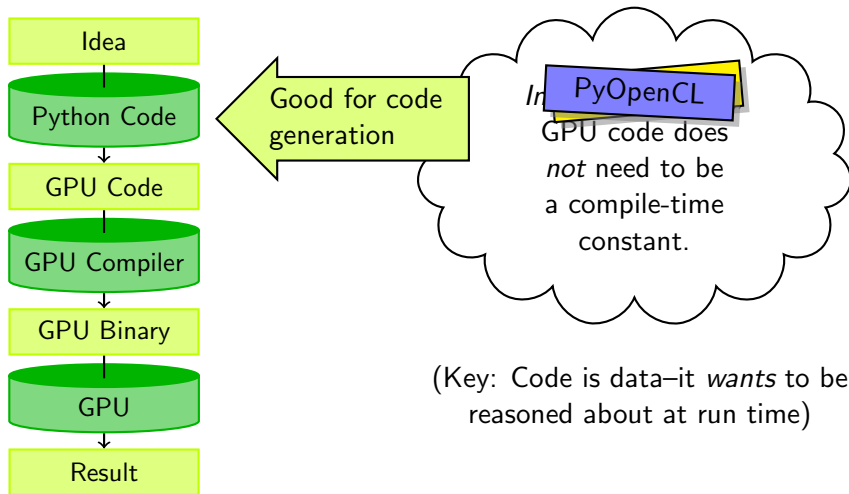 Idea
Python Code
GPU Code
GPU Compiler
GPU Binary
GPU
Result
Good for code
generation
PyOpenCL
GPU code does
not need to be
a compile-time
constant.
(Key: Code is data–it wants to be
reasoned about at run time)